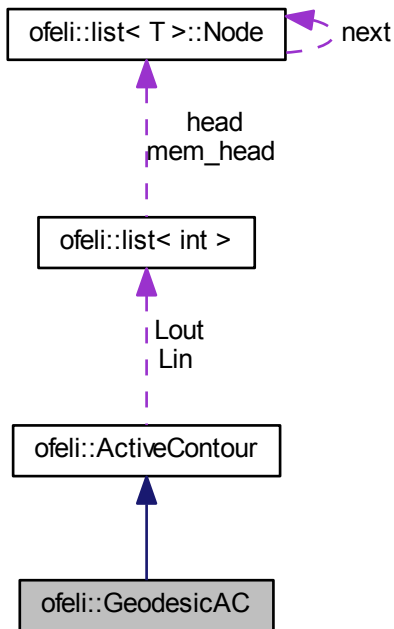 ofeli::list< T >::Node
next
head
mem_head
ofeli::list< int >
Lout
Lin
ofeli::ActiveContour
ofeli::GeodesicAC